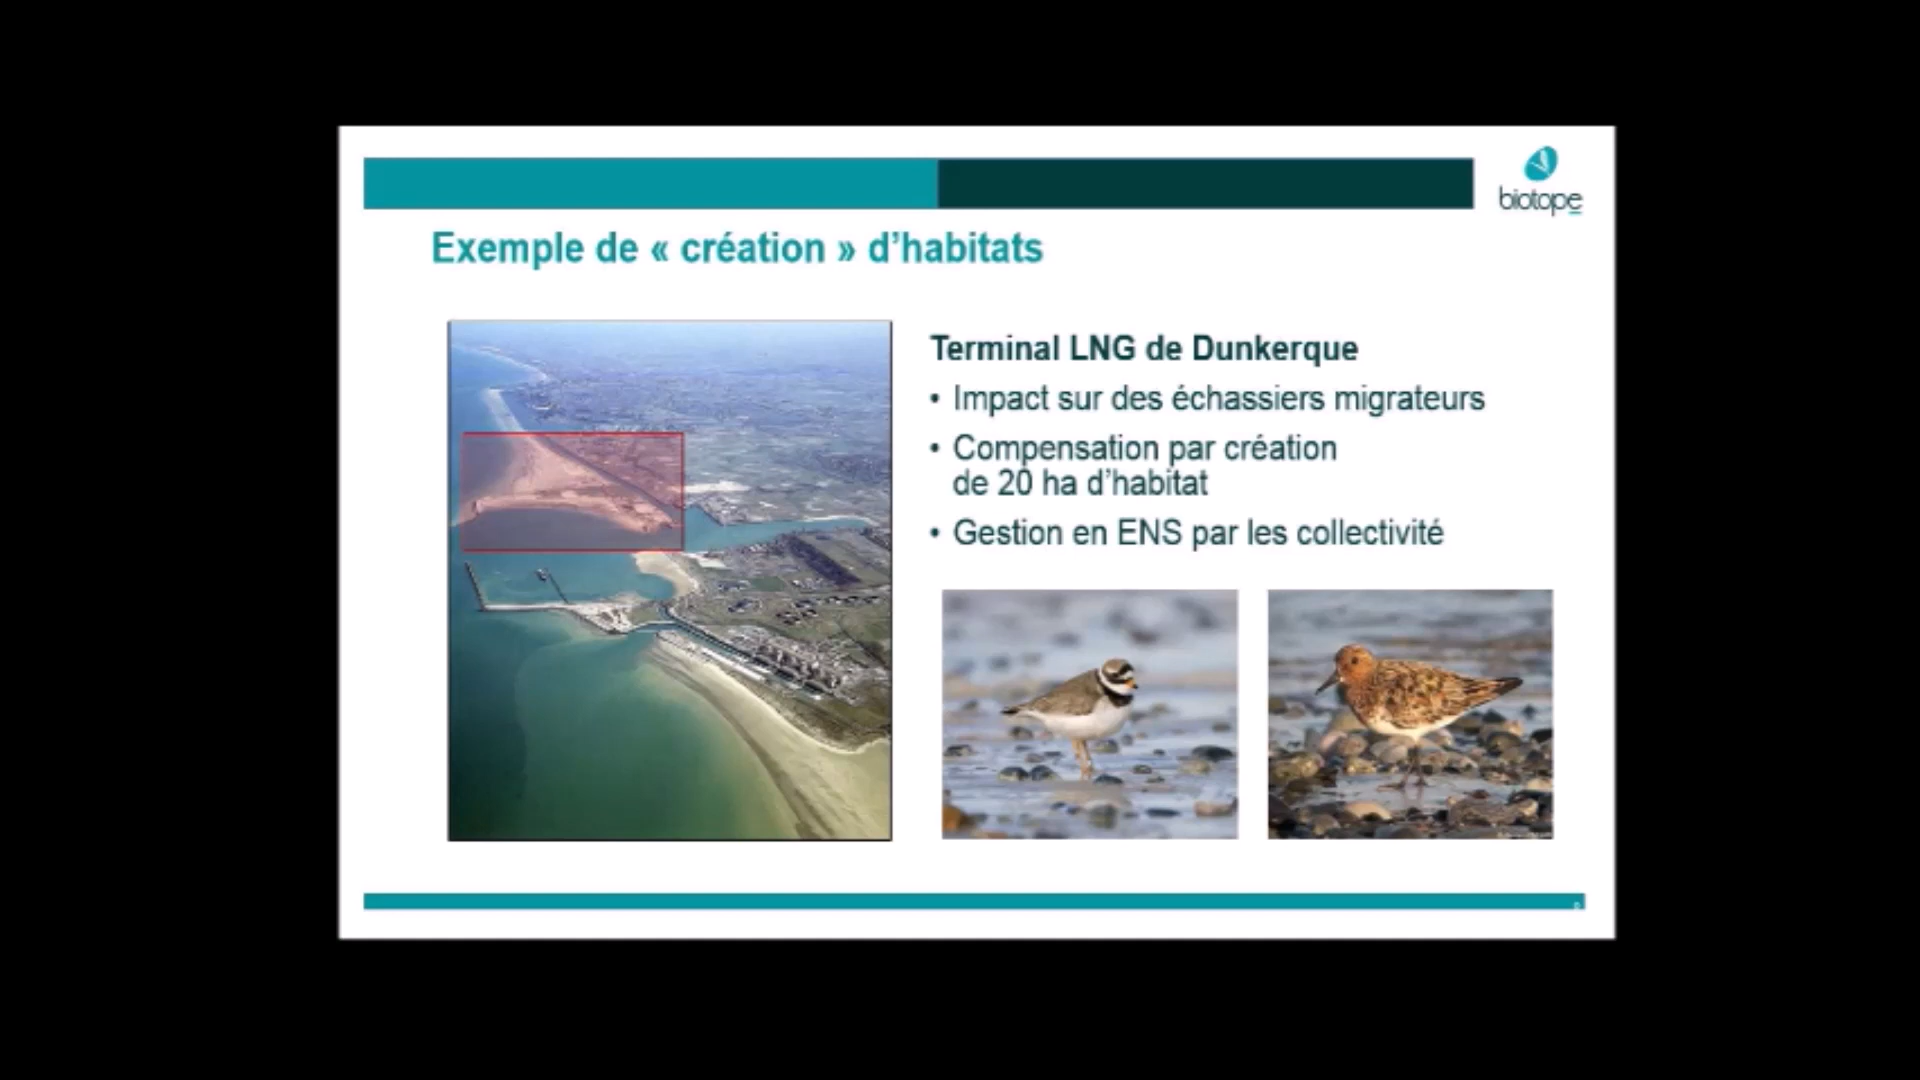 biotope
Exemple de « création » d’habitats
Terminal LNG de Dunkerque
• Impact sur des échassiers migrateurs
• Compensation par création
de 20 ha d’habitat
• Gestion en ENS par les collectivité